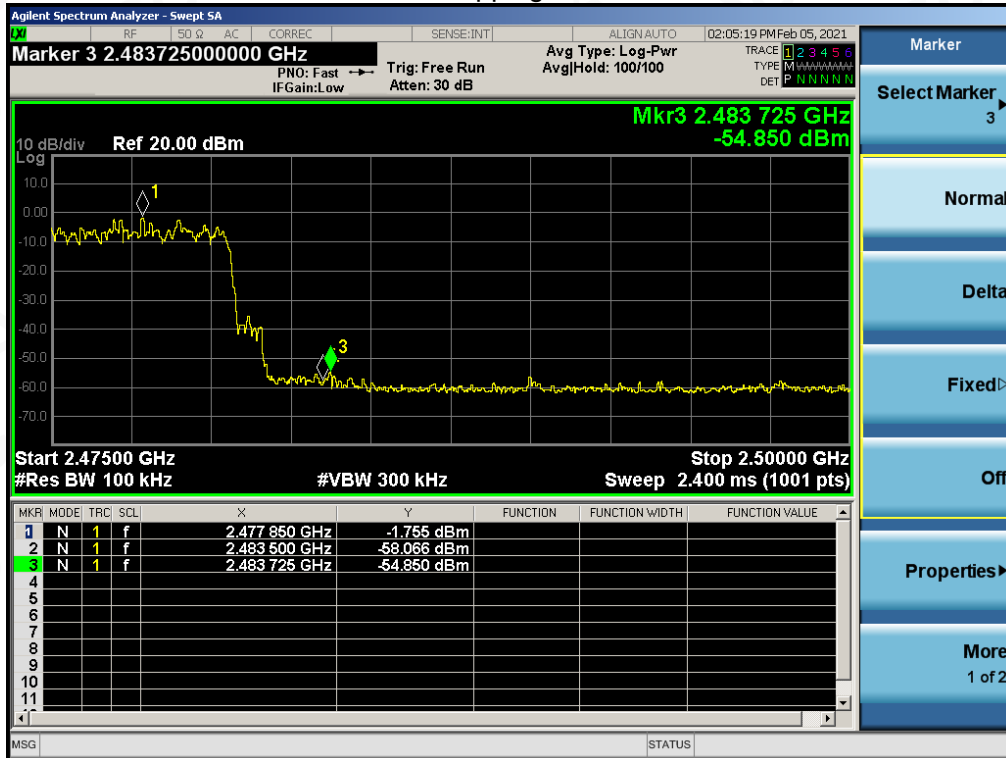 Agilent Spectrum Analyzer - Swept SA
LXI RF 50 Ω AC CORREC SENSE:INT ALIGN AUTO 02:05:19 PM Feb 05, 2021
Marker 3 2.483725000000 GHz
PNO: Fast
IFGain:Low
Trig: Free Run
Atten: 30 dB
Avg Type: Log-Pwr
Avg|Hold: 100/100
TRACE 1 2 3 4 5 6
TYPE M WWWWW
DET P N N N N N
Mkr3 2.483 725 GHz
-54.850 dBm
10 dB/div Ref 20.00 dBm
Log
10.0
0.00
-10.0
-20.0
-30.0
-40.0
-50.0
-60.0
-70.0
1
3
Start 2.47500 GHz Stop 2.50000 GHz
#Res BW 100 kHz #VBW 300 kHz Sweep 2.400 ms (1001 pts)
MKR MODE TRC SCL X Y FUNCTION FUNCTION WIDTH FUNCTION VALUE
1 N 1 f 2.477 850 GHz -1.755 dBm
2 N 1 f 2.483 500 GHz -58.066 dBm
3 N 1 f 2.483 725 GHz -54.850 dBm
4
5
6
7
8
9
10
11
MSG STATUS
Marker
Select Marker
3
Normal
Delta
Fixed
Off
Properties
More
1 of 2